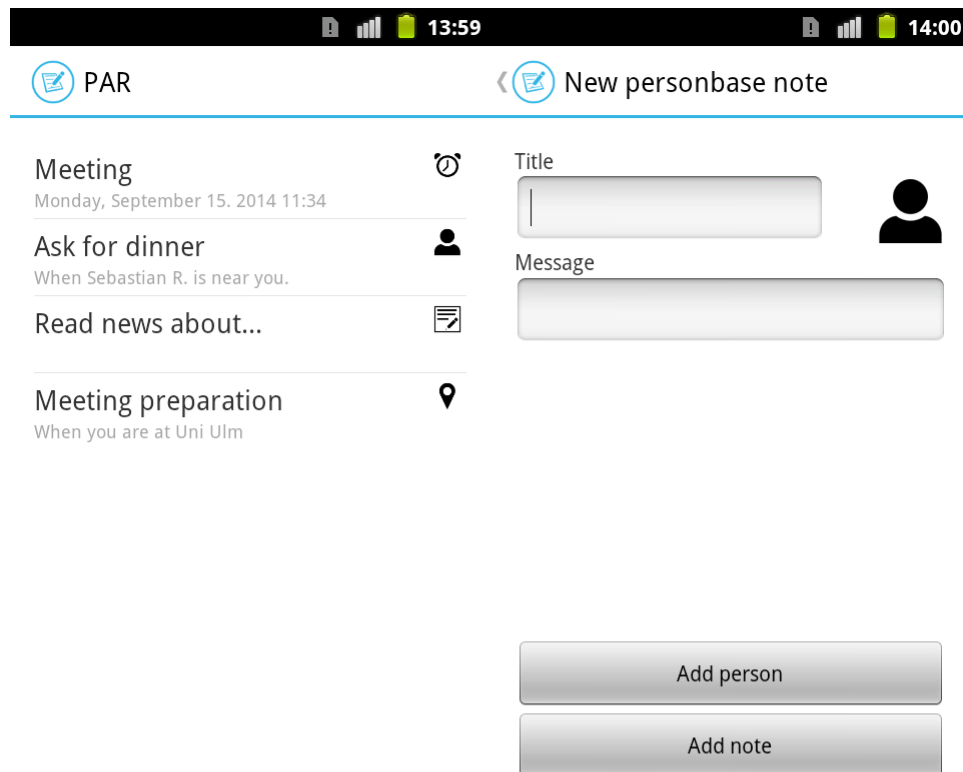 13:59
PAR
Meeting
Monday, September 15. 2014 11:34
Ask for dinner
When Sebastian R. is near you.
Read news about...
Meeting preparation
When you are at Uni Ulm
14:00
New personbase note
Title
Message
Add person
Add note